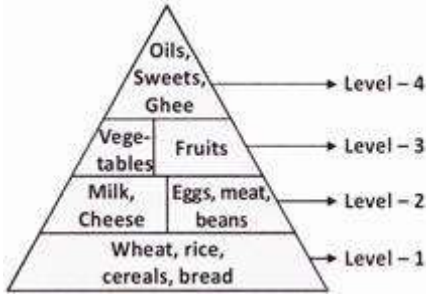 Oils,
Sweets,
Ghee
Level – 4
Vege-
tables
Fruits
Level – 3
Milk,
Cheese
Eggs, meat,
beans
Level – 2
Wheat, rice,
cereals, bread
Level – 1